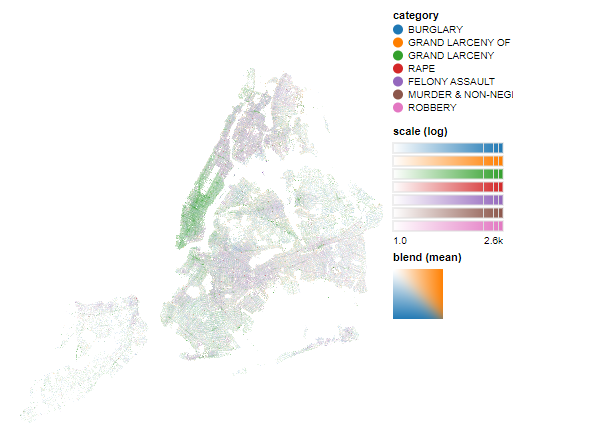 category
BURGLARY
GRAND LARCENY OF
GRAND LARCENY
RAPE
FELONY ASSAULT
MURDER & NON-NEGI
ROBBERY
scale (log)
1.0 2.6k
blend (mean)